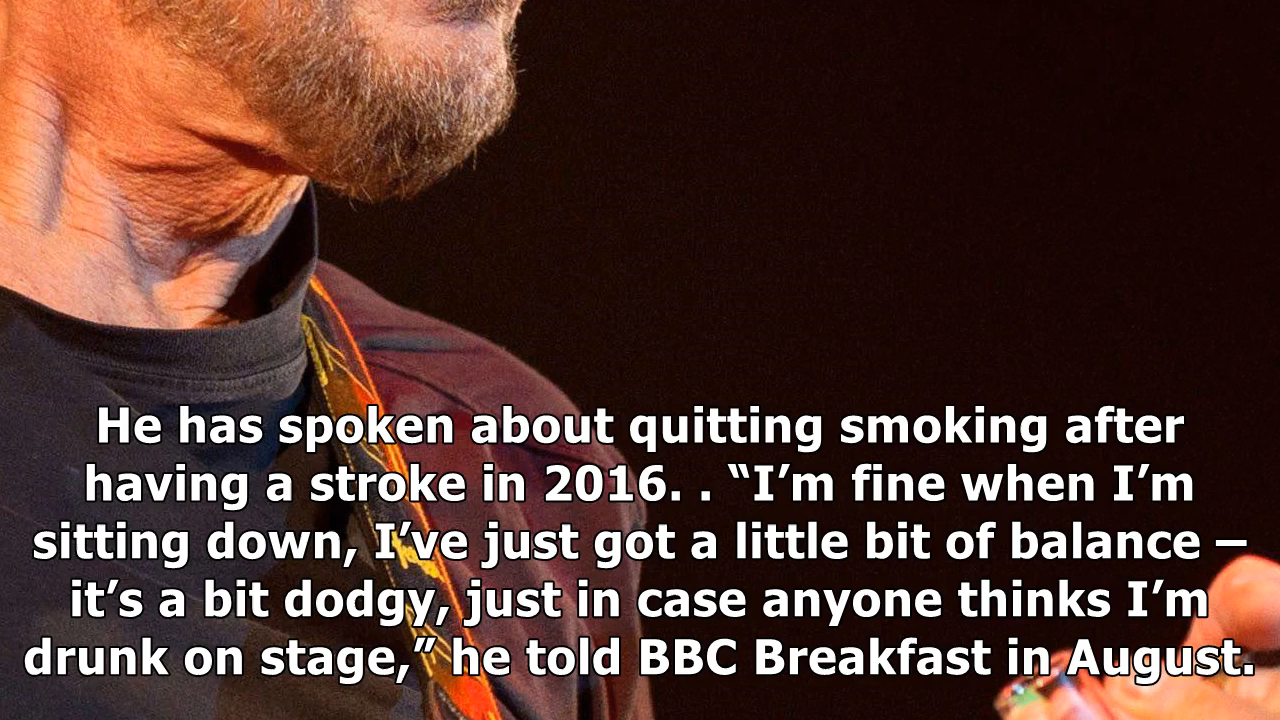 He has spoken about quitting smoking after
having a stroke in 2016. . “I’m fine when I’m
sitting down, I’ve just got a little bit of balance –
it’s a bit dodgy, just in case anyone thinks I’m
drunk on stage,” he told BBC Breakfast in August.